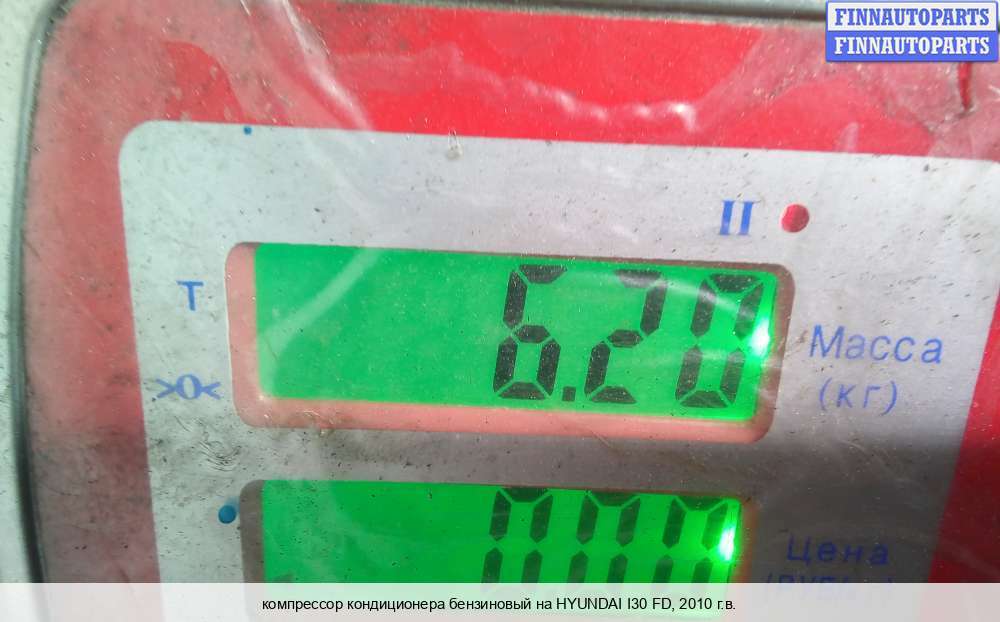 FINNAUTOPARTS
FINNAUTOPARTS
II
T
6.20
Масса
>0<
(кг)
Цена
компрессор кондиционера бензиновый на HYUNDAI I30 FD, 2010 г.в.